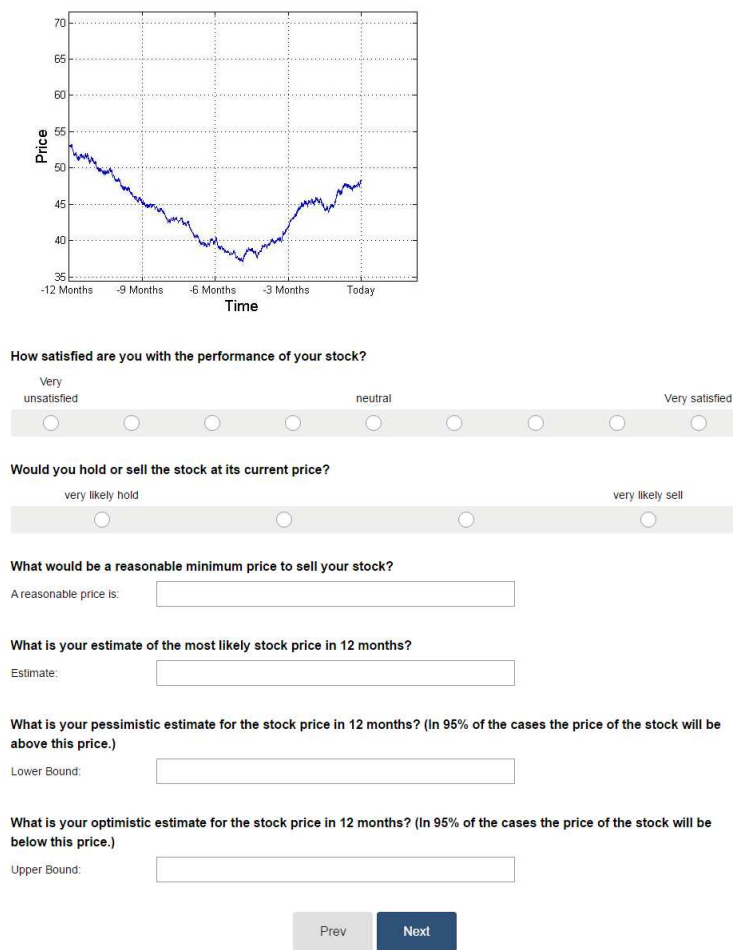 70
65
60
55
50
45
40
35
Price
-12 Months -9 Months -6 Months -3 Months Today
Time
How satisfied are you with the performance of your stock?
Very
unsatisfied neutral Very satisfied
Would you hold or sell the stock at its current price?
very likely hold very likely sell
What would be a reasonable minimum price to sell your stock?
A reasonable price is:
What is your estimate of the most likely stock price in 12 months?
Estimate:
What is your pessimistic estimate for the stock price in 12 months? (In 95% of the cases the price of the stock will be
above this price.)
Lower Bound:
What is your optimistic estimate for the stock price in 12 months? (In 95% of the cases the price of the stock will be
below this price.)
Upper Bound:
Prev Next